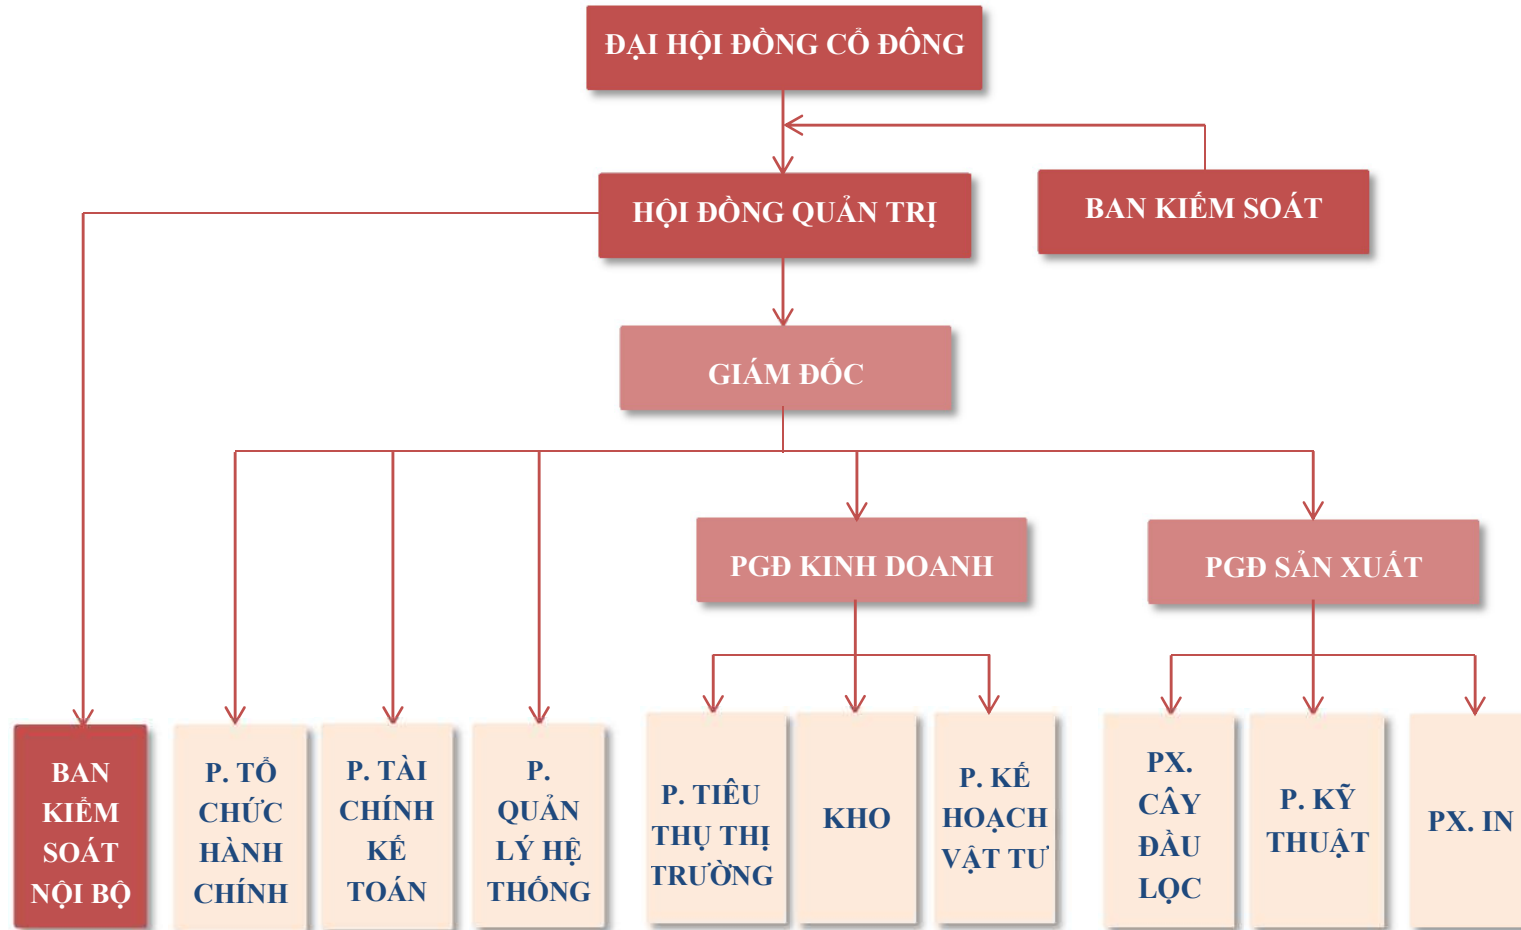 ĐẠI HỘI ĐỒNG CỔ ĐÔNG
HỘI ĐỒNG QUẢN TRỊ
BAN KIỂM SOÁT
GIÁM ĐỐC
PGĐ KINH DOANH
PGĐ SẢN XUẤT
BAN
KIỂM
SOÁT
NỘI BỘ
P. TỔ
CHỨC
HÀNH
CHÍNH
P. TÀI
CHÍNH
KẾ
TOÁN
P.
QUẢN
LÝ HỆ
THỐNG
P. TIÊU
THỤ THỊ
TRƯỜNG
KHO
P. KẾ
HOẠCH
VẬT TƯ
PX.
CÂY
ĐẦU
LỌC
P. KỸ
THUẬT
PX. IN